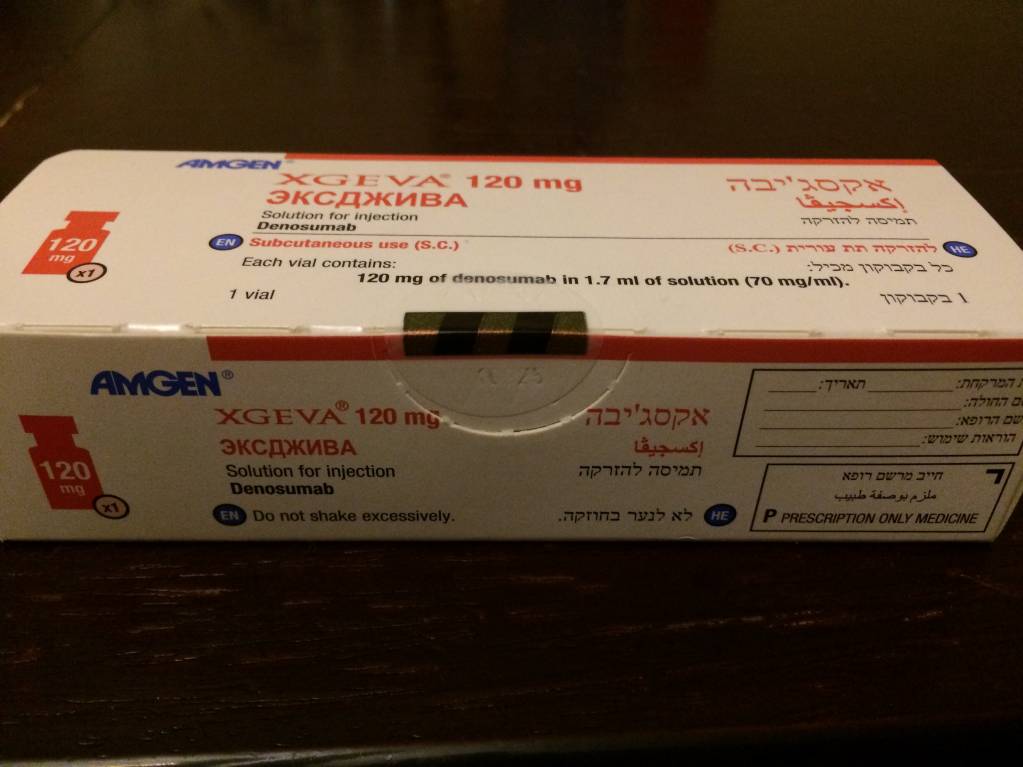 AMGEN®
XGEVA® 120 mg
ЭКСДЖИВА
Solution for injection
Denosumab
EN Subcutaneous use (S.C.)
Each vial contains:
120 mg of denosumab in 1.7 ml of solution (70 mg/ml).
1 vial
120
mg
x1
אקסג'יבה
إكسجيڤا
תמיסה להזרקה
להזרקה תת עורית (S.C.) HE
כל בקבוקון מכיל:
1 בקבוקון
AMGEN®
XGEVA® 120 mg
ЭКСДЖИВА
Solution for injection
Denosumab
EN Do not shake excessively.
120
mg
x1
אקסג'יבה
إكسجيڤا
תמיסה להזרקה
לא לנער בחוזקה. HE
המרקחת: תאריך:
החולה:
שם הרופא:
הוראות שימוש:
חייב מרשם רופא
ملزم بوصفة طبيب
P PRESCRIPTION ONLY MEDICINE